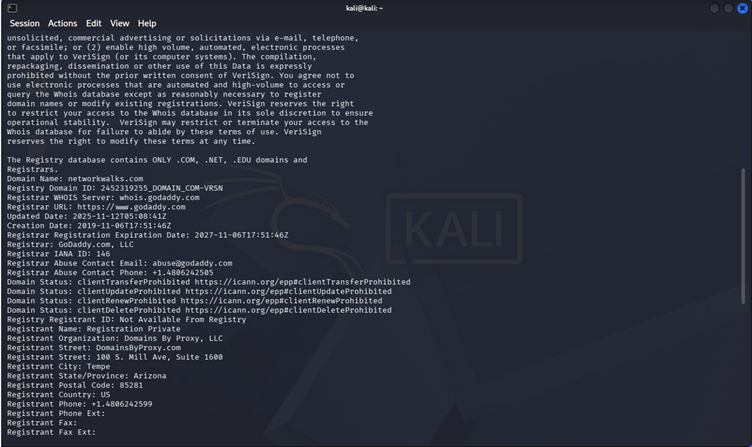 kali@kali: ~
Session Actions Edit View Help
unsolicited, commercial advertising or solicitations via e-mail, telephone,
or facsimile; or (2) enable high volume, automated, electronic processes
that apply to VeriSign (or its computer systems). The compilation,
repackaging, dissemination or other use of this Data is expressly
prohibited without the prior written consent of VeriSign. You agree not to
use electronic processes that are automated and high-volume to access or
query the Whois database except as reasonably necessary to register
domain names or modify existing registrations. VeriSign reserves the right
to restrict your access to the Whois database in its sole discretion to ensure
operational stability.  VeriSign may restrict or terminate your access to the
Whois database for failure to abide by these terms of use. VeriSign
reserves the right to modify these terms at any time.
The Registry database contains ONLY .COM, .NET, .EDU domains and
Registrars.
Domain Name: networkwalks.com
Registry Domain ID: 2452319255_DOMAIN_COM-VRSN
Registrar WHOIS Server: whois.godaddy.com
Registrar URL: https://www.godaddy.com
Updated Date: 2025-11-12T05:08:41Z
Creation Date: 2019-11-06T17:51:46Z
Registrar Registration Expiration Date: 2027-11-06T17:51:46Z
Registrar: GoDaddy.com, LLC
Registrar IANA ID: 146
Registrar Abuse Contact Email: abuse@godaddy.com
Registrar Abuse Contact Phone: +1.4806242505
Domain Status: clientTransferProhibited https://icann.org/epp#clientTransferProhibited
Domain Status: clientUpdateProhibited https://icann.org/epp#clientUpdateProhibited
Domain Status: clientRenewProhibited https://icann.org/epp#clientRenewProhibited
Domain Status: clientDeleteProhibited https://icann.org/epp#clientDeleteProhibited
Registry Registrant ID: Not Available From Registry
Registrant Name: Registration Private
Registrant Organization: Domains By Proxy, LLC
Registrant Street: DomainsByProxy.com
Registrant Street: 100 S. Mill Ave, Suite 1600
Registrant City: Tempe
Registrant State/Province: Arizona
Registrant Postal Code: 85281
Registrant Country: US
Registrant Phone: +1.4806242599
Registrant Phone Ext:
Registrant Fax:
Registrant Fax Ext:
KALI